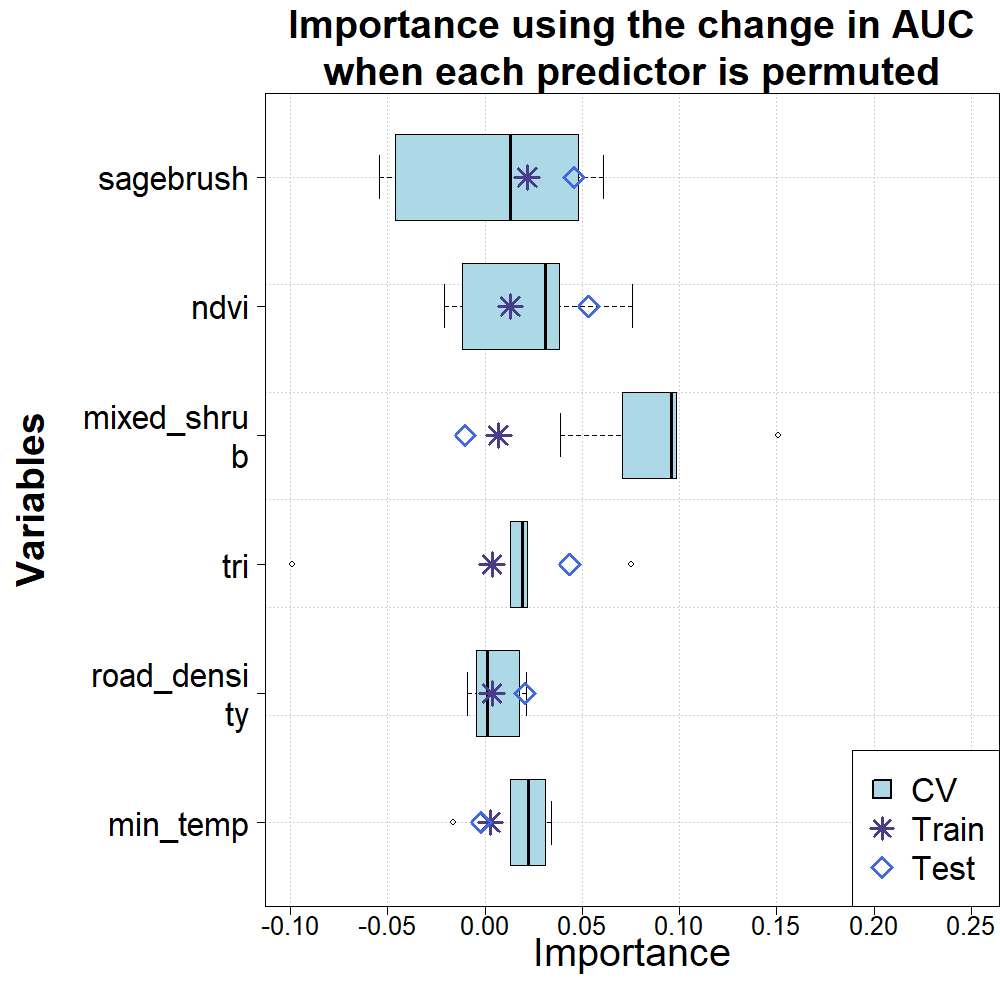 Importance using the change in AUC
when each predictor is permuted
Variables
sagebrush
ndvi
mixed_shru
b
tri
road_densi
ty
min_temp
CV
Train
Test
-0.10 -0.05 0.00 0.05 0.10 0.15 0.20 0.25
Importance